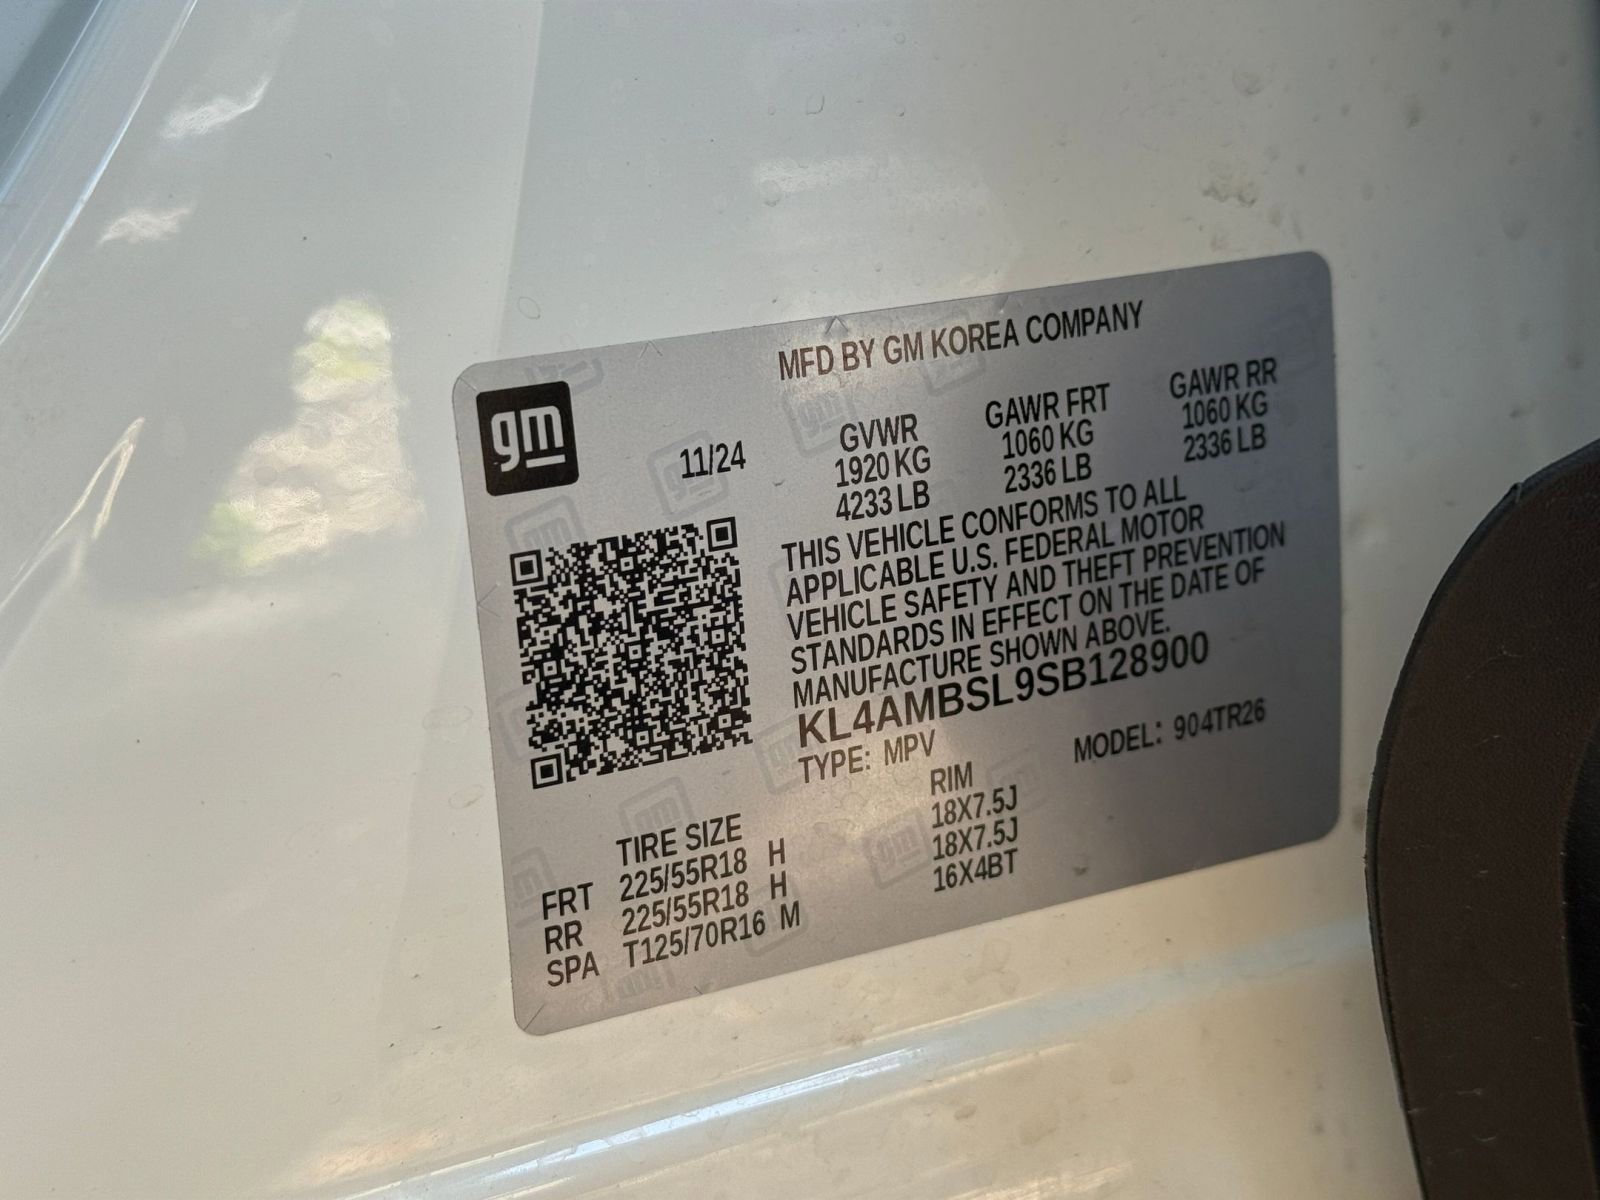 MFD BY GM KOREA COMPANY
gm
11/24
GVWR GAWR FRT GAWR RR
1920 KG 1060 KG 1060 KG
4233 LB 2336 LB 2336 LB
THIS VEHICLE CONFORMS TO ALL
APPLICABLE U.S. FEDERAL MOTOR
VEHICLE SAFETY AND THEFT PREVENTION
STANDARDS IN EFFECT ON THE DATE OF
MANUFACTURE SHOWN ABOVE.
KL4AMBSL9SB128900
TYPE: MPV MODEL: 904TR26
TIRE SIZE RIM
FRT 225/55R18 H 18X7.5J
RR 225/55R18 H 18X7.5J
SPA T125/70R16 M 16X4BT